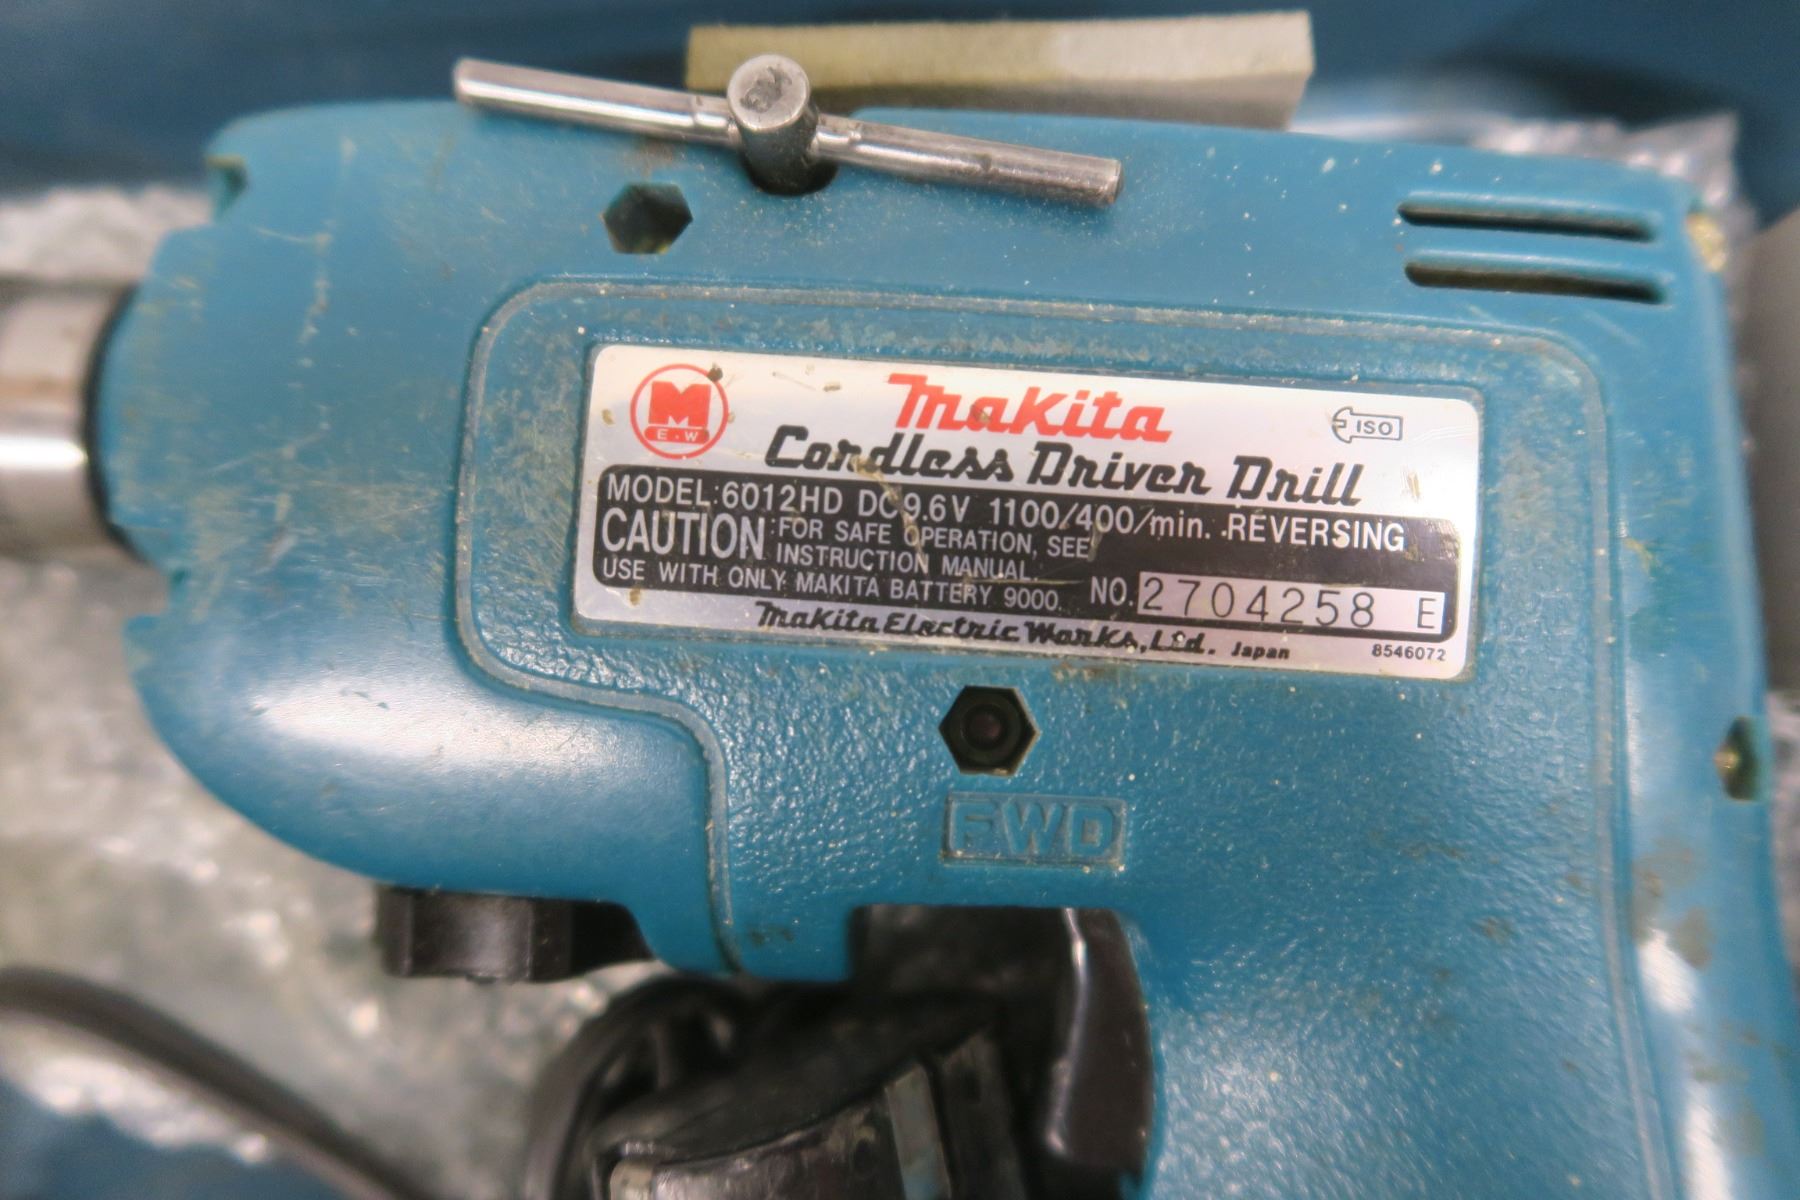 M
E.W
Makita
ISO
Cordless Driver Drill
MODEL:6012HD DC9.6V 1100/400/min. REVERSING
CAUTION:FOR SAFE OPERATION, SEE
INSTRUCTION MANUAL.
USE WITH ONLY MAKITA BATTERY 9000. NO. 2704258 E
Makita Electric Works, Ltd. Japan 8546072
FWD